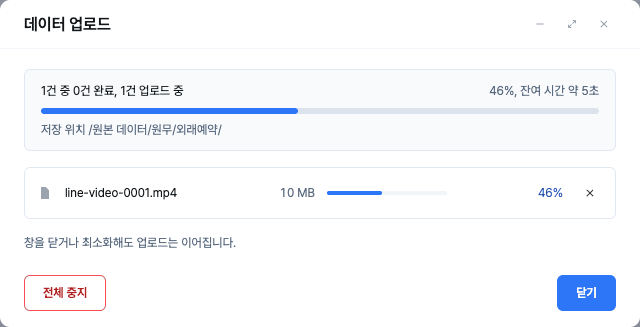 데이터 업로드
1건 중 0건 완료, 1건 업로드 중
46%, 잔여 시간 약 5초
저장 위치 /원본 데이터/원무/외래예약/
line-video-0001.mp4 10 MB 46%
창을 닫거나 최소화해도 업로드는 이어집니다.
전체 중지
닫기